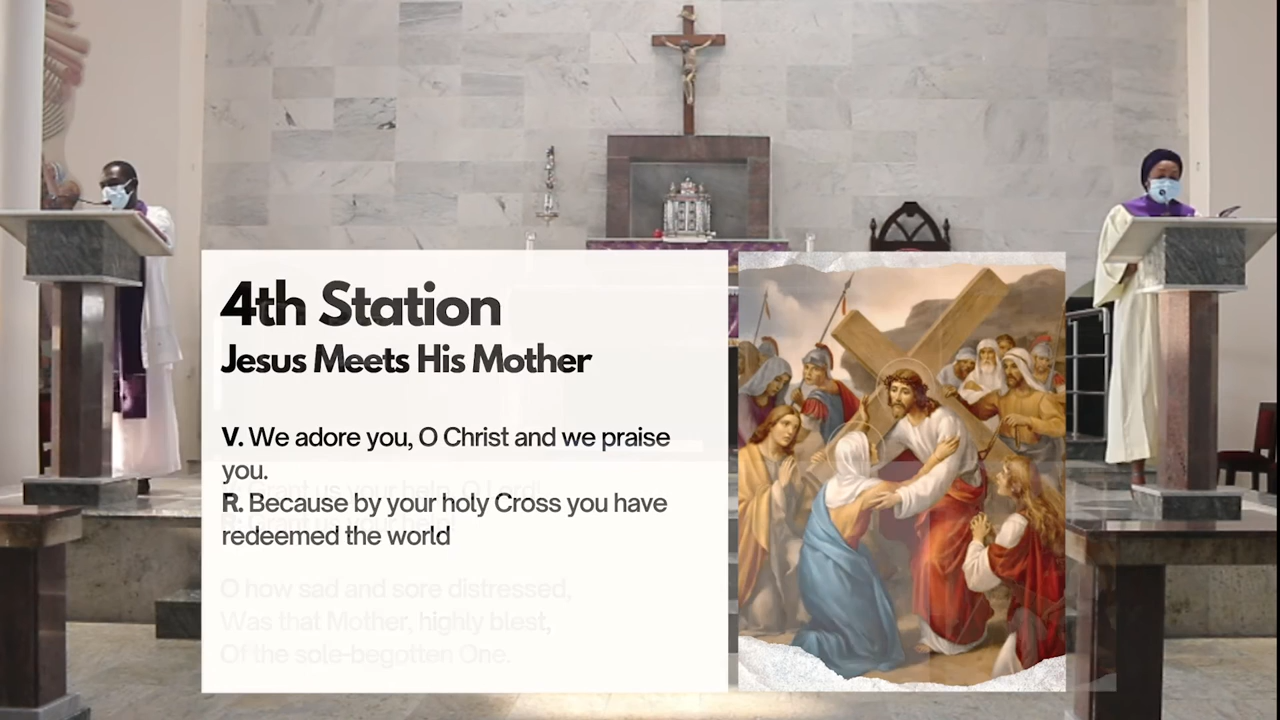 4th Station
Jesus Meets His Mother
V. We adore you, O Christ and we praise
you.
R. Because by your holy Cross you have
redeemed the world
O how sad and sore distressed,
Was that Mother, highly blest,
Of the sole-begotten One.